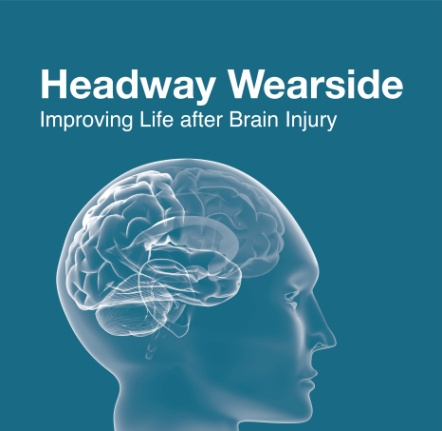 Headway Wearside
Improving Life after Brain Injury